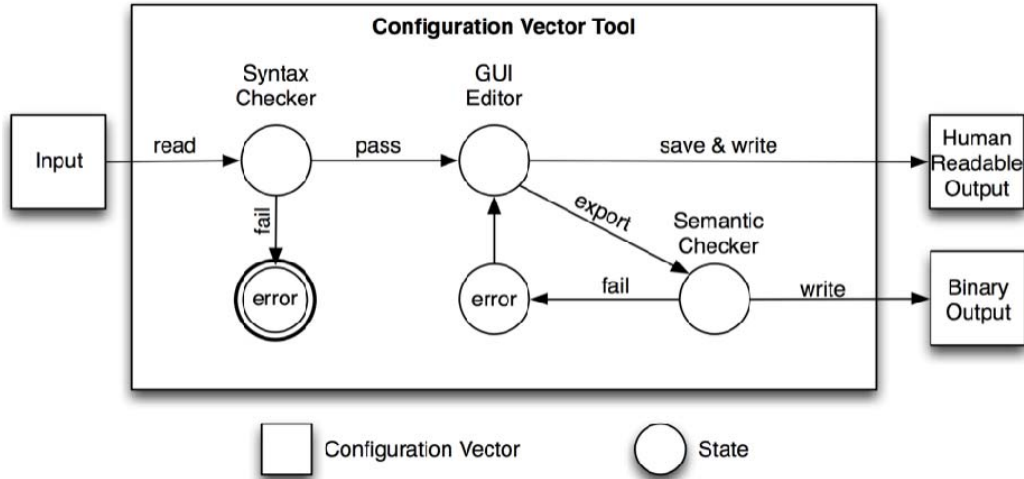 Configuration Vector Tool
Syntax
Checker
GUI
Editor
Input
read
pass
save & write
Human
Readable
Output
fail
export
Semantic
Checker
error
error
fail
write
Binary
Output
Configuration Vector
State